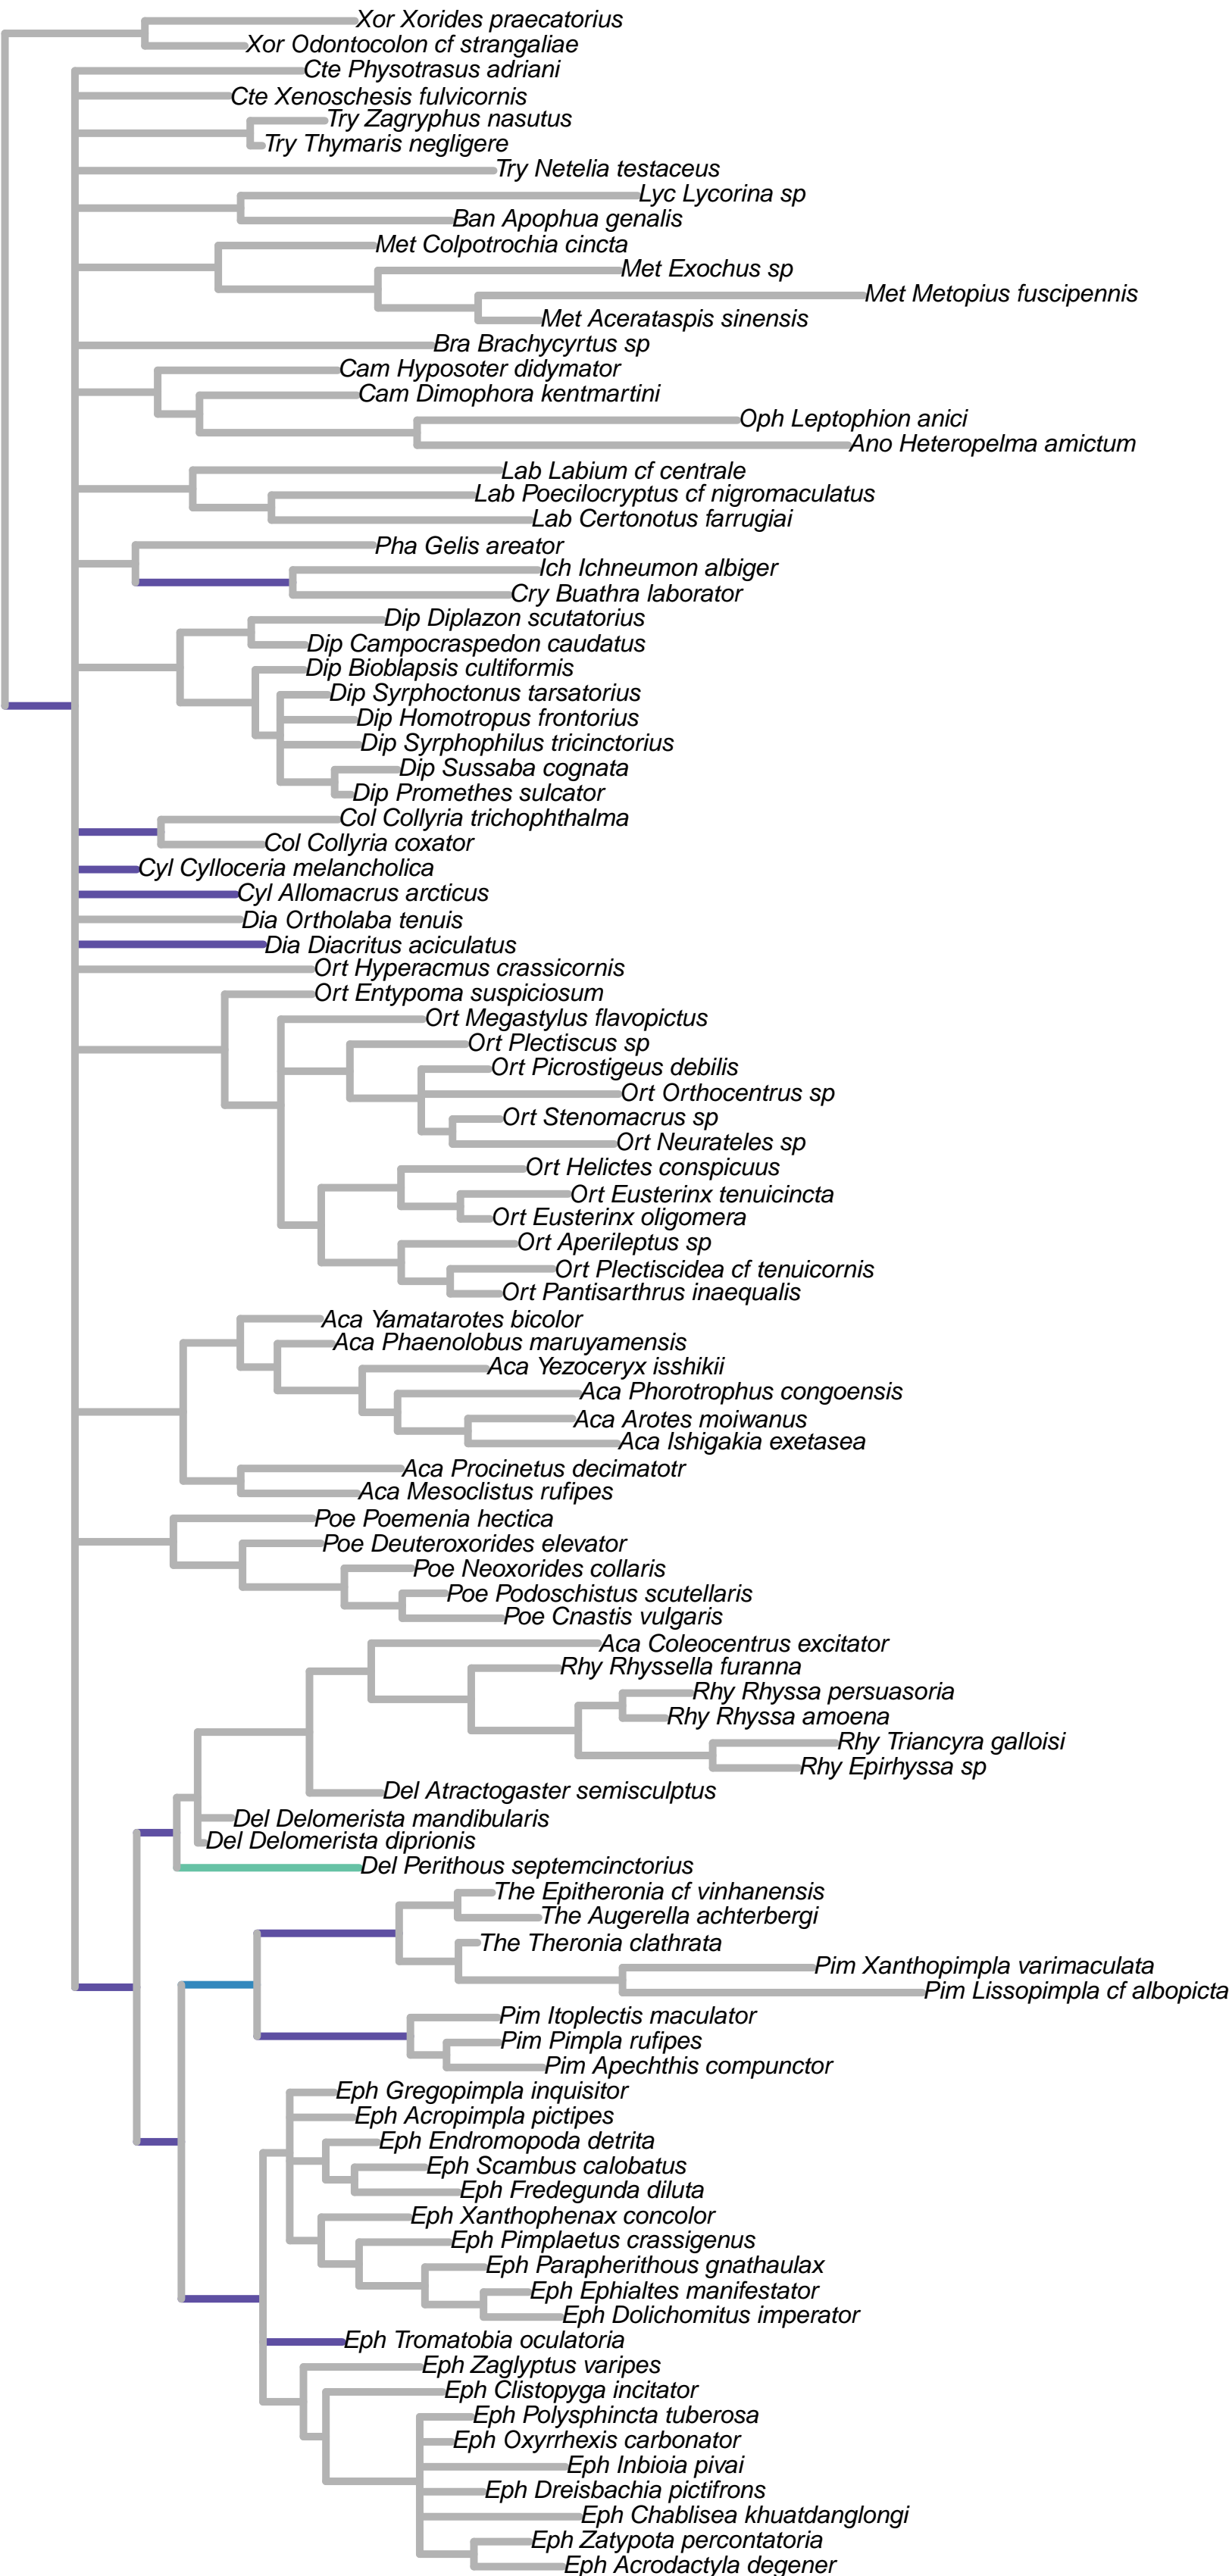 Xor Xorides praecatorius
Xor Odontocolon cf strangaliae
Cte Physotrasus adriani
Cte Xenoschesis fulvicornis
Try Zagryphus nasutus
Try Thymaris negligere
Try Netelia testaceus
Lyc Lycorina sp
Ban Apophua genalis
Met Colpotrochia cincta
Met Exochus sp
Met Metopius fuscipennis
Met Acerataspis sinensis
Bra Brachycyrtus sp
Cam Hyposoter didymator
Cam Dimophora kentmartini
Oph Leptophion anici
Ano Heteropelma amictum
Lab Labium cf centrale
Lab Poecilocryptus cf nigromaculatus
Lab Certonotus farrugiai
Pha Gelis areator
Ich Ichneumon albiger
Cry Buathra laborator
Dip Diplazon scutatorius
Dip Campocraspedon caudatus
Dip Bioblapsis cultiformis
Dip Syrphoctonus tarsatorius
Dip Homotropus frontorius
Dip Syrphophilus tricinctorius
Dip Sussaba cognata
Dip Promethes sulcator
Col Collyria trichophthalma
Col Collyria coxator
Cyl Cylloceria melancholica
Cyl Allomacrus arcticus
Dia Ortholaba tenuis
Dia Diacritus aciculatus
Ort Hyperacmus crassicornis
Ort Entypoma suspiciosum
Ort Megastylus flavopictus
Ort Plectiscus sp
Ort Picrostigeus debilis
Ort Orthocentrus sp
Ort Stenomacrus sp
Ort Neurateles sp
Ort Helictes conspicuus
Ort Eusterinx tenuicincta
Ort Eusterinx oligomera
Ort Aperileptus sp
Ort Plectiscidea cf tenuicornis
Ort Pantisarthrus inaequalis
Aca Yamatarotes bicolor
Aca Phaenolobus maruyamensis
Aca Yezoceryx isshikii
Aca Phorotrophus congoensis
Aca Arotes moiwanus
Aca Ishigakia exetasea
Aca Procinetus decimatotr
Aca Mesoclistus rufipes
Poe Poemenia hectica
Poe Deuteroxorides elevator
Poe Neoxorides collaris
Poe Podoschistus scutellaris
Poe Cnastis vulgaris
Aca Coleocentrus excitator
Rhy Rhyssella furanna
Rhy Rhyssa persuasoria
Rhy Rhyssa amoena
Rhy Triancyra galloisi
Rhy Epirhyssa sp
Del Atractogaster semisculptus
Del Delomerista mandibularis
Del Delomerista diprionis
Del Perithous septemcinctorius
The Epitheronia cf vinhanensis
The Augerella achterbergi
The Theronia clathrata
Pim Xanthopimpla varimaculata
Pim Lissopimpla cf albopicta
Pim Itoplectis maculator
Pim Pimpla rufipes
Pim Apechthis compunctor
Eph Gregopimpla inquisitor
Eph Acropimpla pictipes
Eph Endromopoda detrita
Eph Scambus calobatus
Eph Fredegunda diluta
Eph Xanthophenax concolor
Eph Pimplaetus crassigenus
Eph Parapherithous gnathaulax
Eph Ephialtes manifestator
Eph Dolichomitus imperator
Eph Tromatobia oculatoria
Eph Zaglyptus varipes
Eph Clistopyga incitator
Eph Polysphincta tuberosa
Eph Oxyrrhexis carbonator
Eph Inbioia pivai
Eph Dreisbachia pictifrons
Eph Chablisea khuatdanglongi
Eph Zatypota percontatoria
Eph Acrodactyla degener